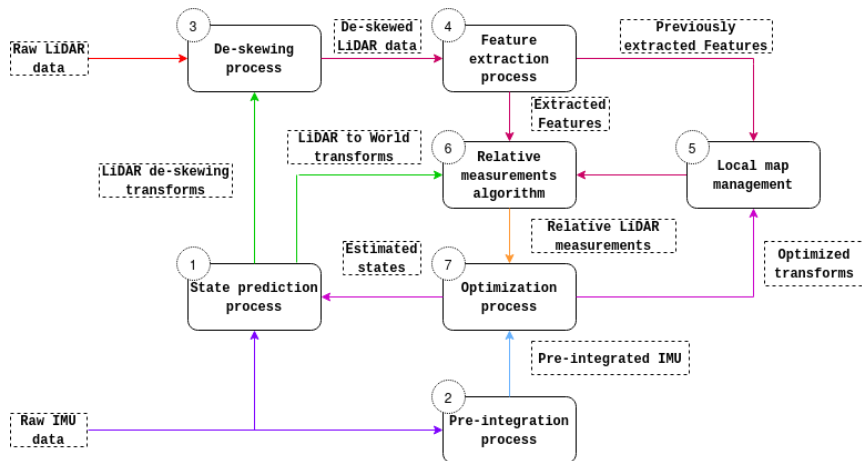 3
De-skewing
process
De-skewed
LiDAR data
4
Feature
extraction
process
Previously
extracted Features
Raw LiDAR
data
Extracted
Features
LiDAR to World
transforms
6
Relative
measurements
algorithm
5
Local map
management
LiDAR de-skewing
transforms
Relative LiDAR
measurements
1
State prediction
process
Estimated
states
7
Optimization
process
Optimized
transforms
Pre-integrated IMU
Raw IMU
data
2
Pre-integration
process